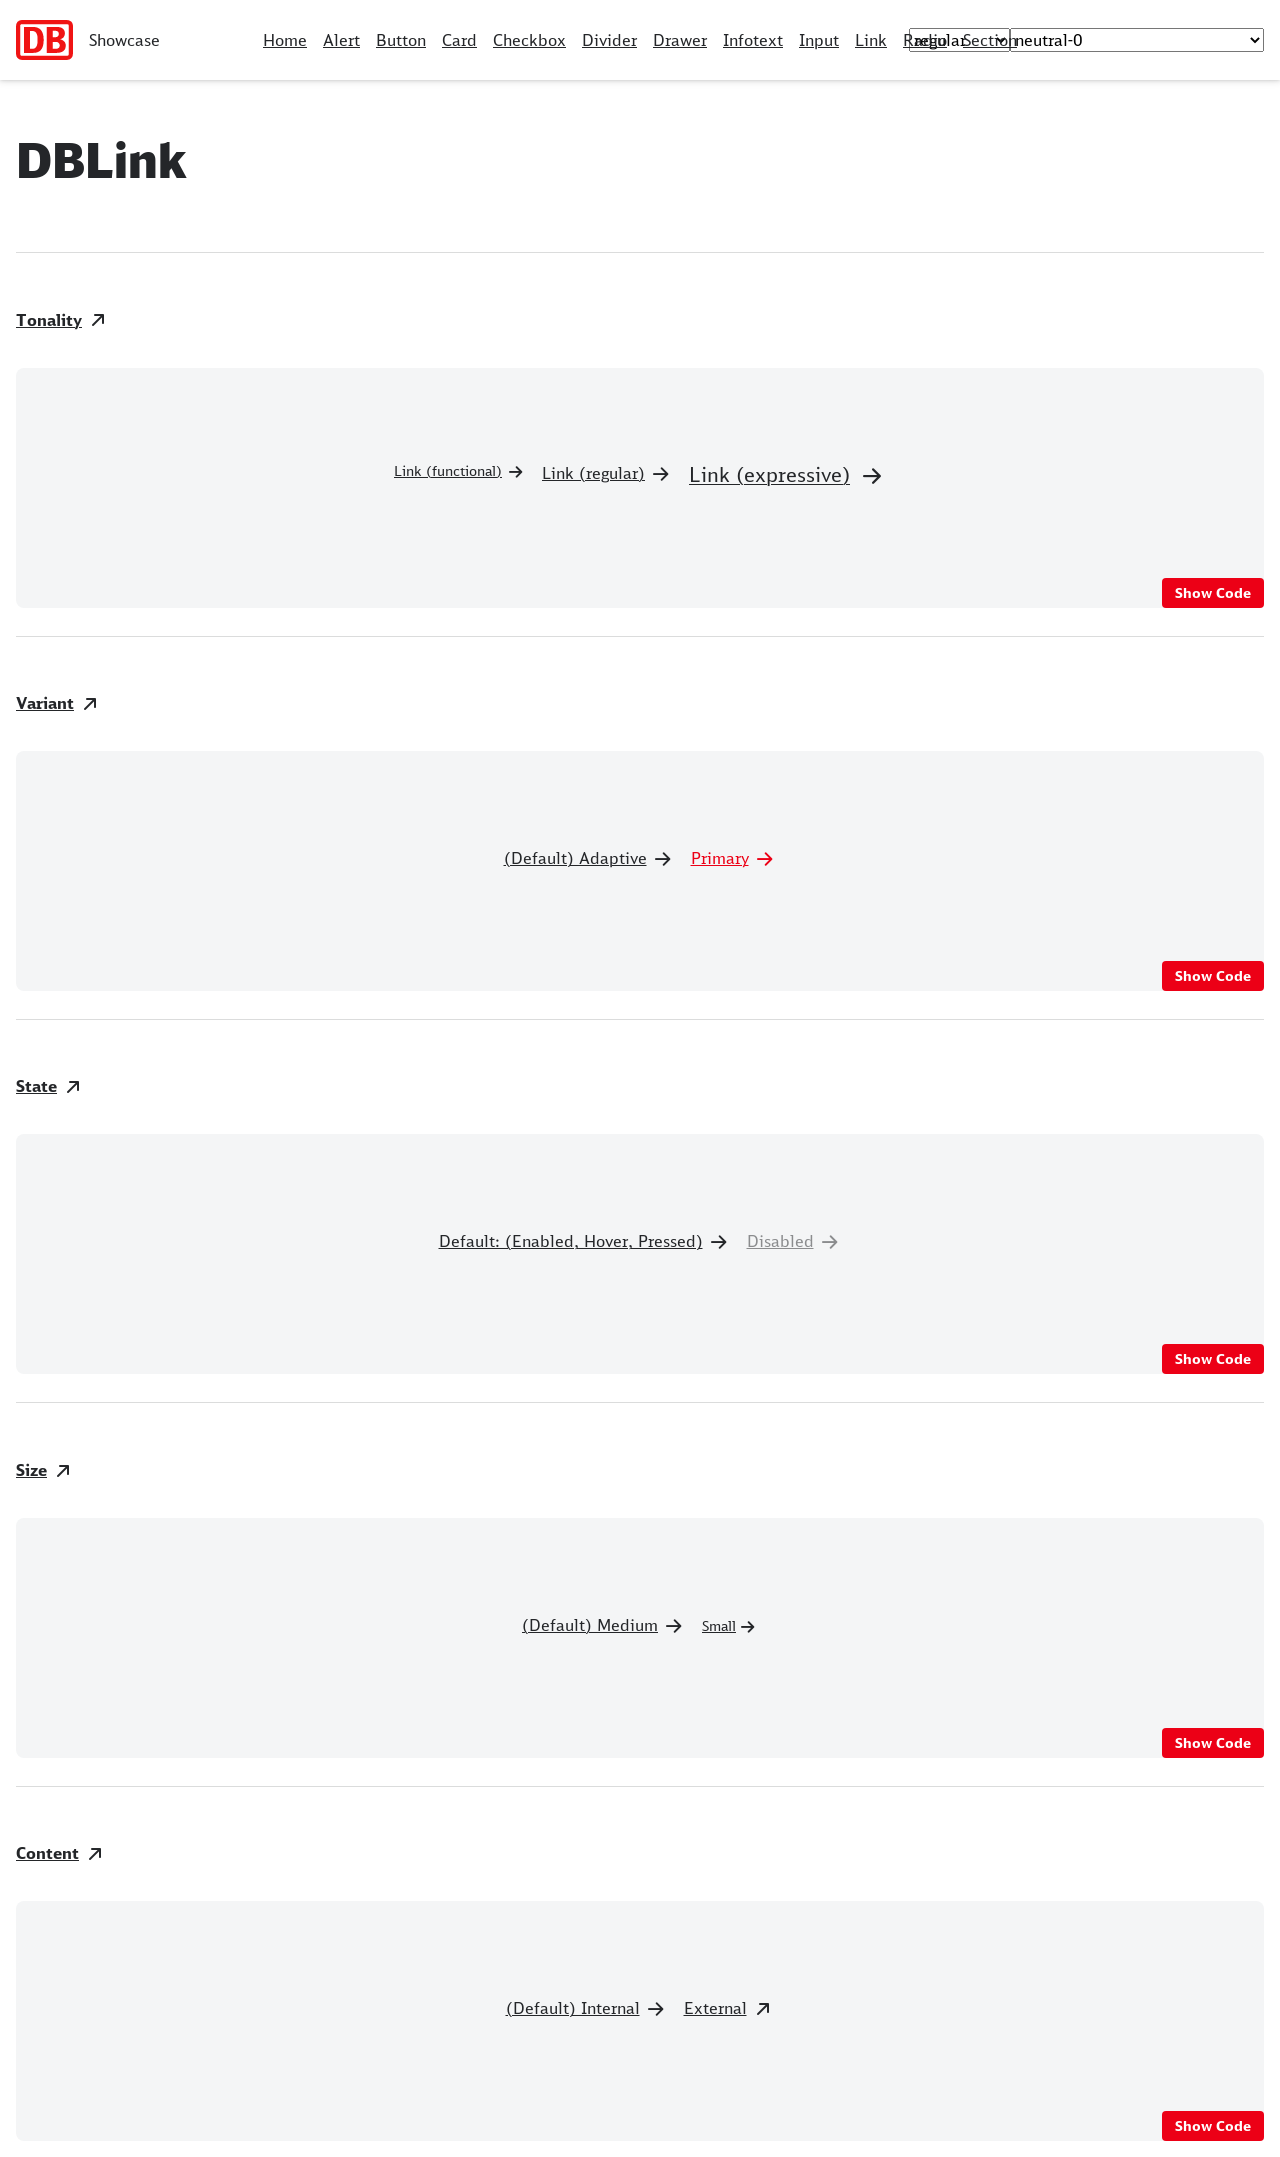 DB Showcase Home Alert Button Card Checkbox Divider Drawer Infotext Input Link Radio Section regular neutral-0
DBLink
Tonality
Link (functional) Link (regular) Link (expressive)
Show Code
Variant
(Default) Adaptive Primary
Show Code
State
Default: (Enabled, Hover, Pressed) Disabled
Show Code
Size
(Default) Medium Small
Show Code
Content
(Default) Internal External
Show Code